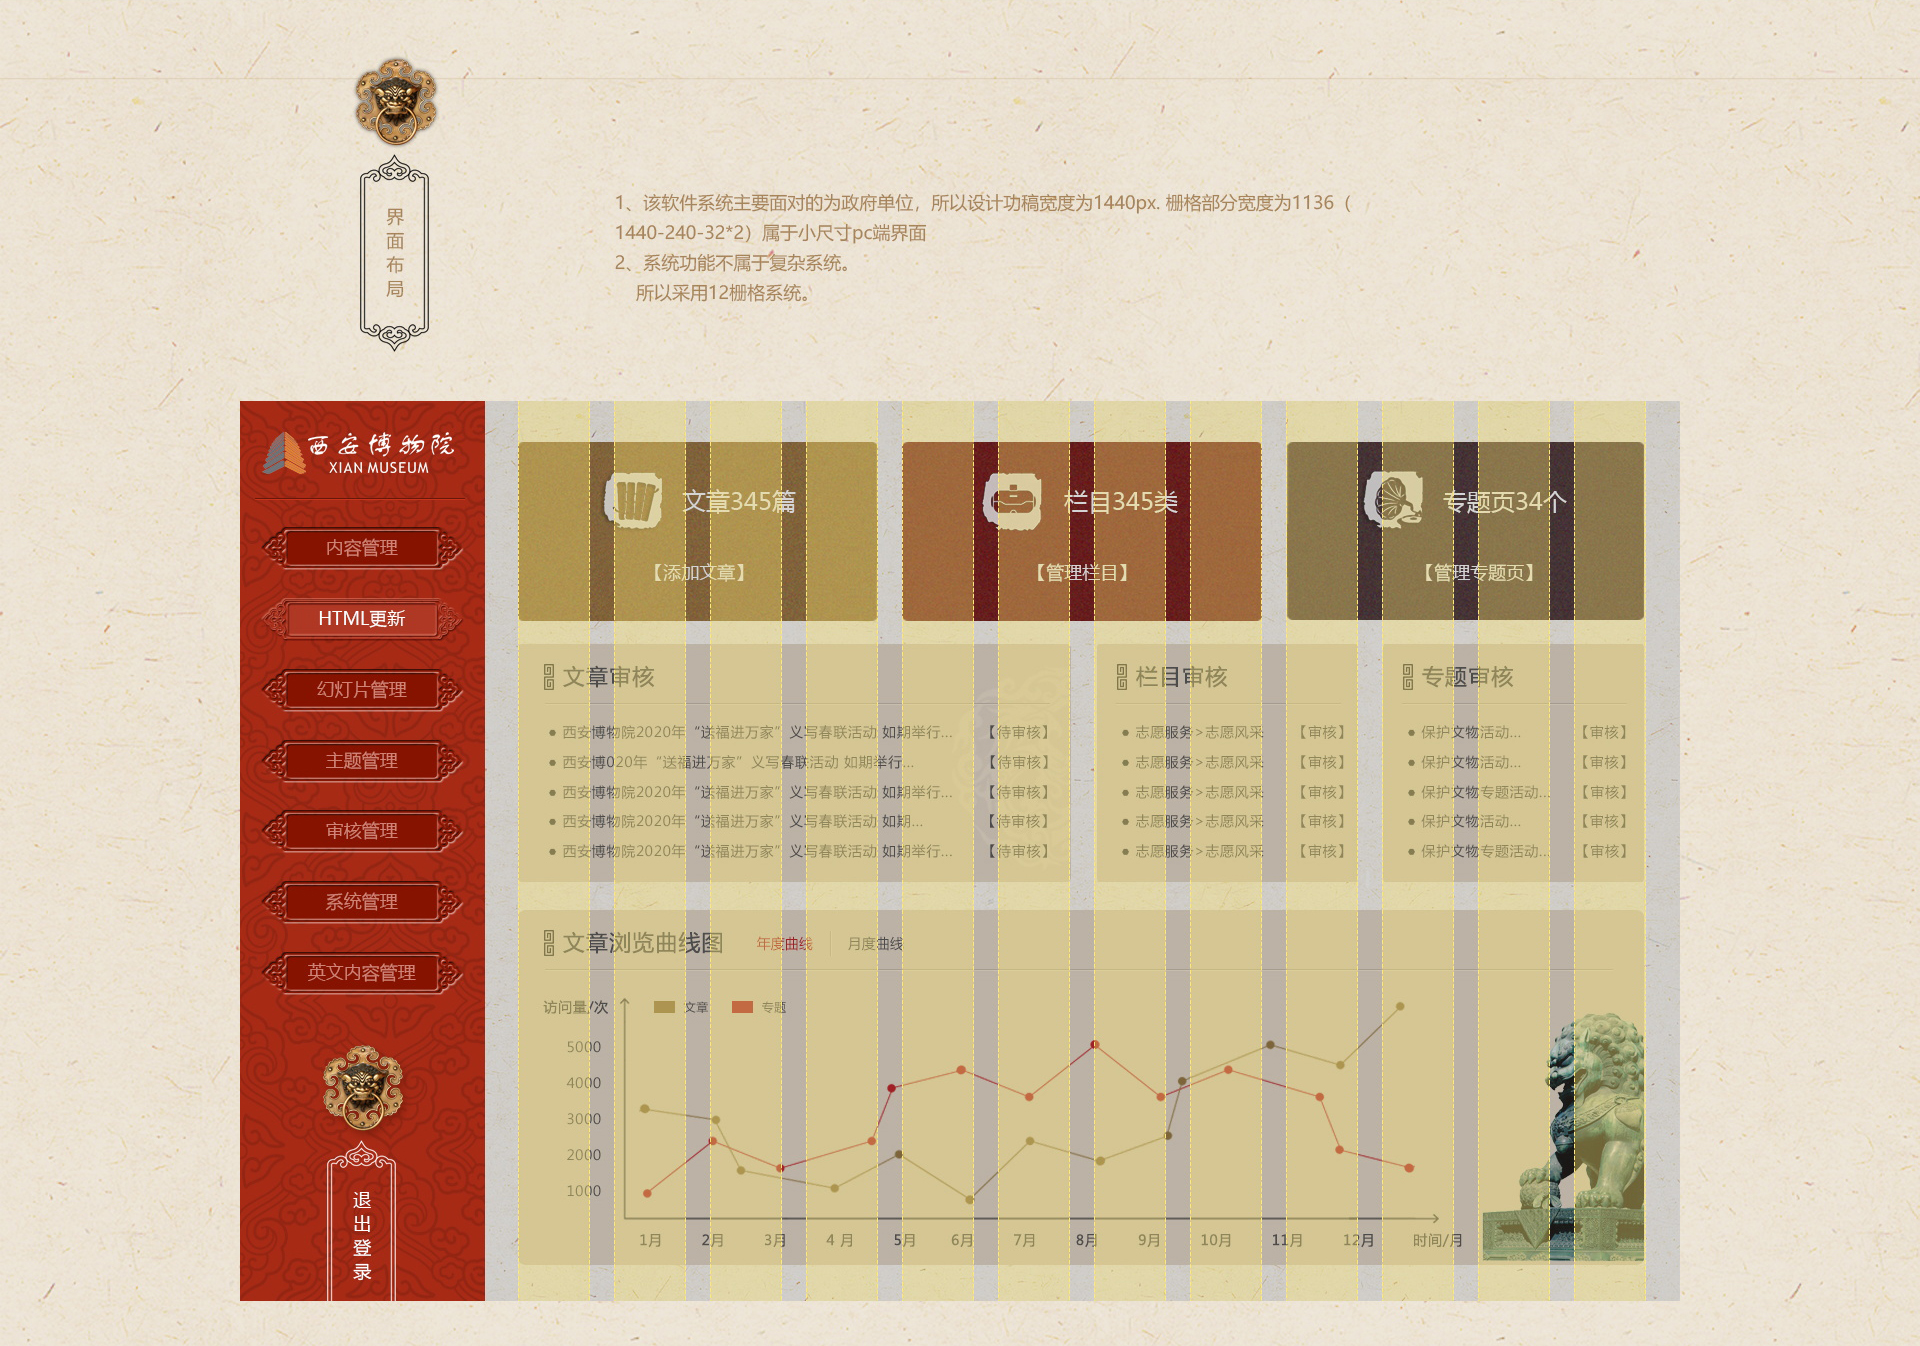 界面布局
1、该软件系统主要面对的为政府单位，所以设计功稿宽度为1440px. 栅格部分宽度为1136（
1440-240-32*2）属于小尺寸pc端界面
2、系统功能不属于复杂系统。
所以采用12栅格系统。
西安博物院
XIAN MUSEUM
内容管理
HTML更新
幻灯片管理
主题管理
审核管理
系统管理
英文内容管理
退出登录
文章345篇
【添加文章】
栏目345类
【管理栏目】
专题页34个
【管理专题页】
文章审核
西安博物院2020年“送福进万家”义写春联活动 如期举行... 【待审核】
西安博020年“送福进万家”义写春联活动 如期举行... 【待审核】
西安博物院2020年“送福进万家”义写春联活动 如期举行... 【待审核】
西安博物院2020年“送福进万家”义写春联活动 如期... 【待审核】
西安博物院2020年“送福进万家”义写春联活动 如期举行... 【待审核】
栏目审核
志愿服务>志愿风采 【审核】
志愿服务>志愿风采 【审核】
志愿服务>志愿风采 【审核】
志愿服务>志愿风采 【审核】
志愿服务>志愿风采 【审核】
专题审核
保护文物活动... 【审核】
保护文物活动... 【审核】
保护文物专题活动... 【审核】
保护文物活动... 【审核】
保护文物专题活动... 【审核】
文章浏览曲线图 年度曲线 月度曲线
访问量/次 文章 专题
5000
4000
3000
2000
1000
1月 2月 3月 4 月 5月 6月 7月 8月 9月 10月 11月 12月 时间/月